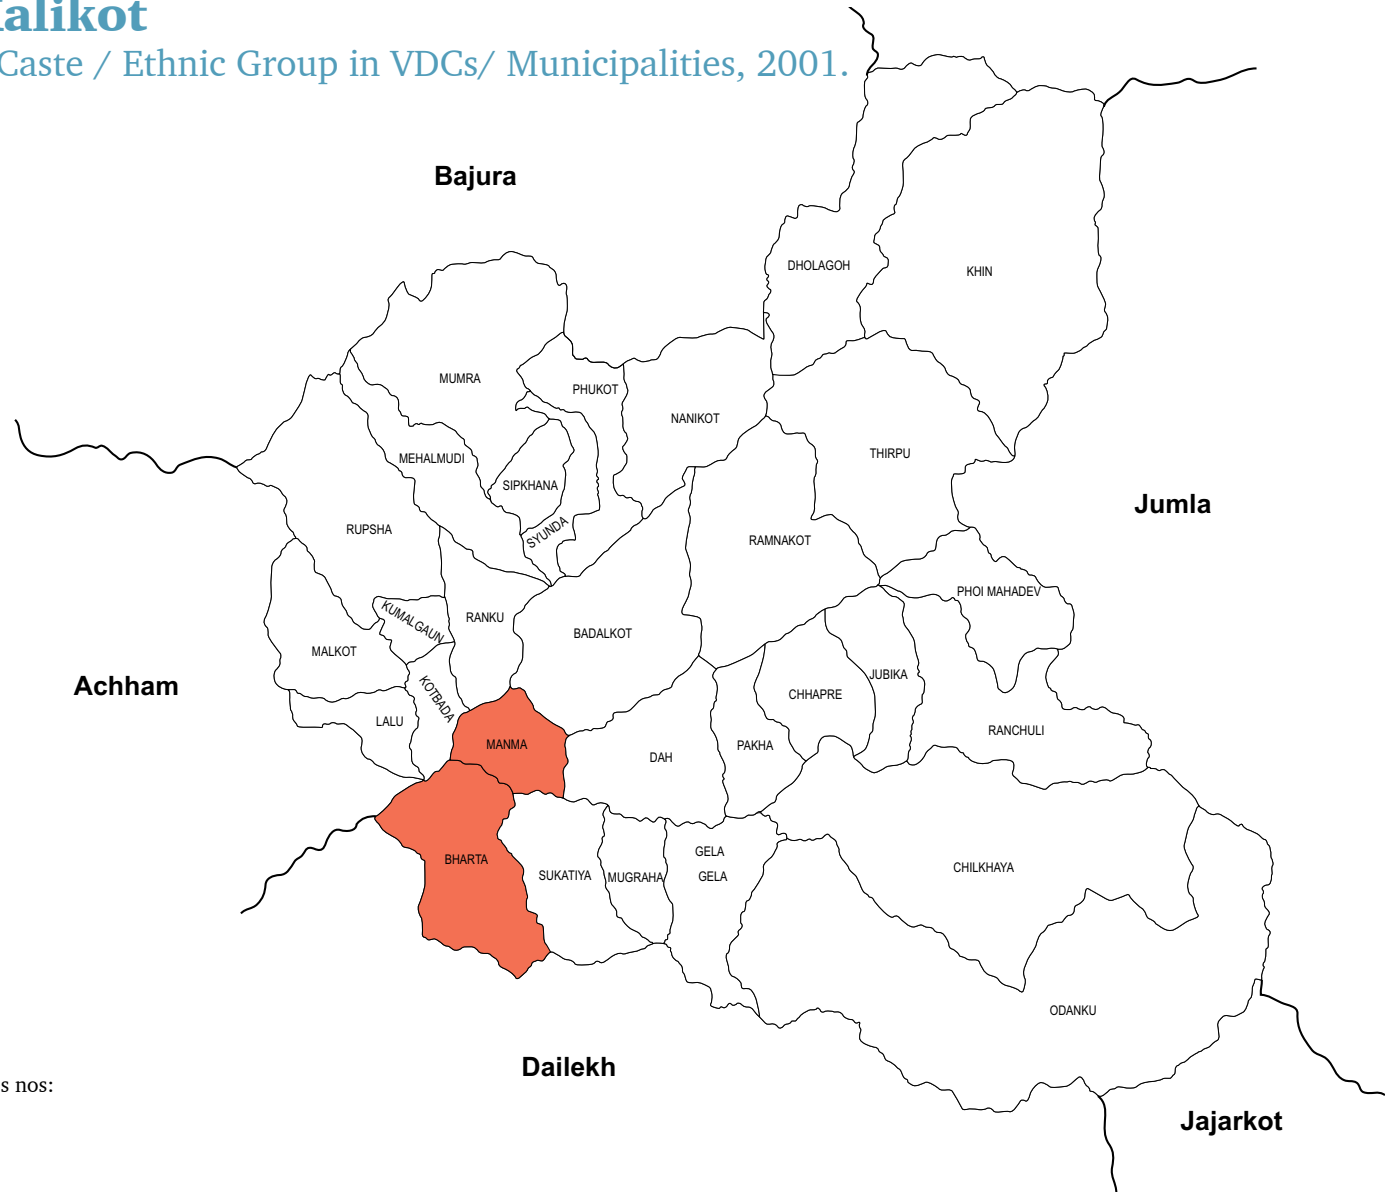 Kalikot
Caste / Ethnic Group in VDCs/ Municipalities, 2001.
Bajura
DHOLAGOH
KHIN
MUMRA
PHUKOT
NANIKOT
MEHALMUDI
THIRPU
SIPKHANA
Jumla
RUPSHA
SYUNDA
RAMNAKOT
PHOI MAHADEV
KUMALGAUN
RANKU
BADALKOT
MALKOT
Achham
JUBIKA
KOTBADA
CHHAPRE
LALU
RANCHULI
MANMA
PAKHA
DAH
GELA
BHARTA
CHILKHAYA
SUKATIYA
MUGRAHA
GELA
ODANKU
Dailekh
s nos:
Jajarkot